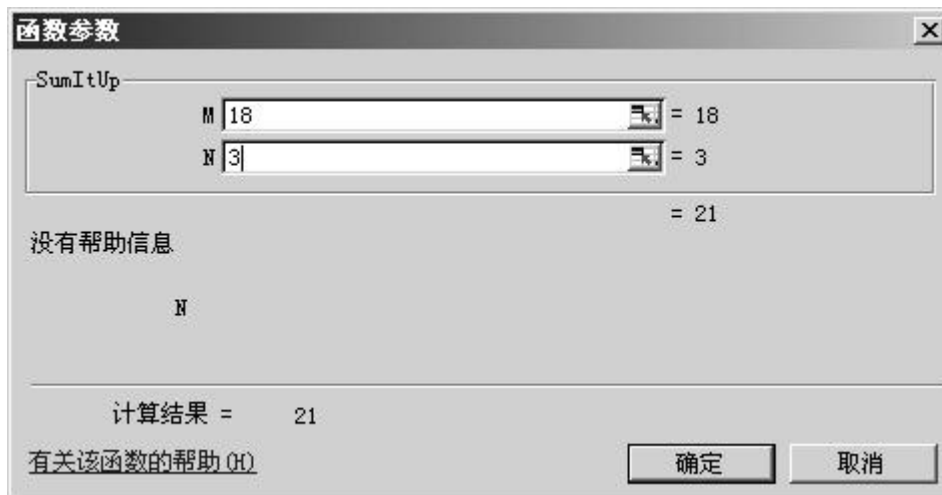 函数参数
SumItUp
M 18 = 18
N 3 = 3
= 21
没有帮助信息
N
计算结果 = 21
有关该函数的帮助(H) 确定 取消